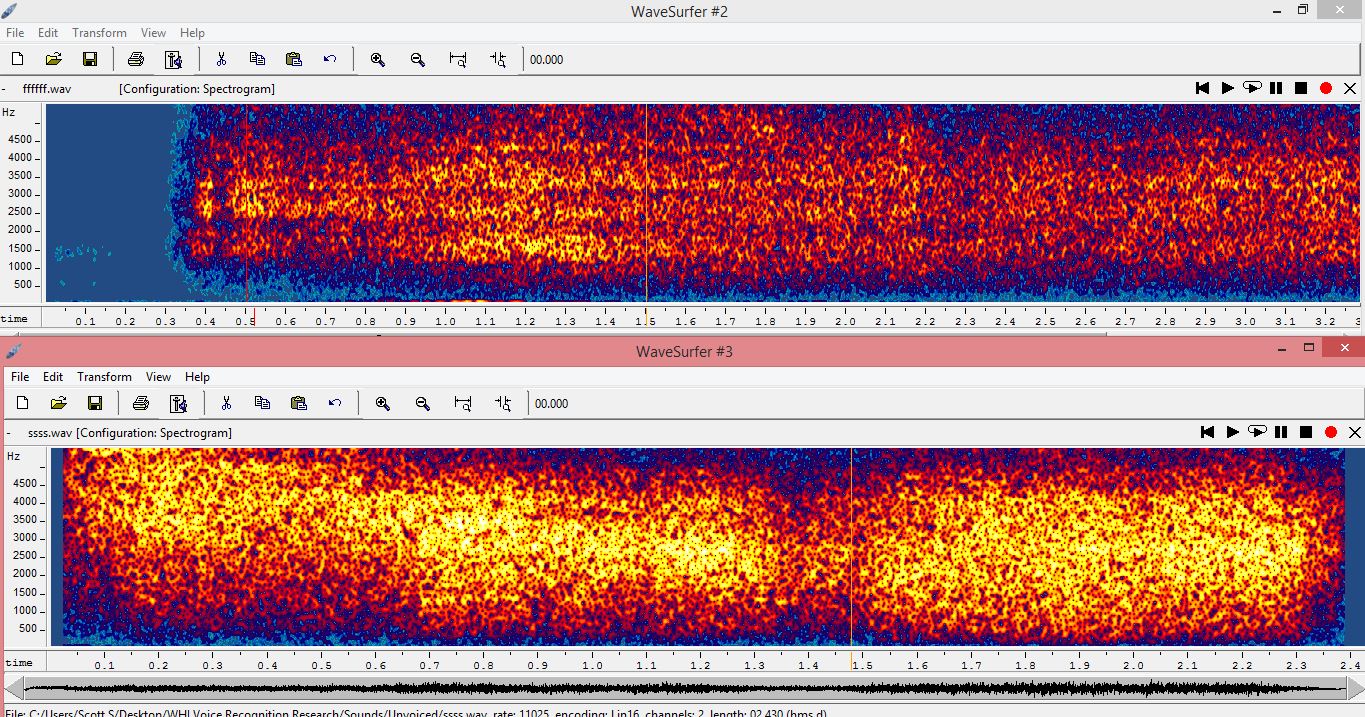 WaveSurfer #2
File Edit Transform View Help
00.000
- ffffff.wav [Configuration: Spectrogram]
Hz
4500
4000
3500
3000
2500
2000
1500
1000
500
time 0.1 0.2 0.3 0.4 0.5 0.6 0.7 0.8 0.9 1.0 1.1 1.2 1.3 1.4 1.5 1.6 1.7 1.8 1.9 2.0 2.1 2.2 2.3 2.4 2.5 2.6 2.7 2.8 2.9 3.0 3.1 3.2 3
WaveSurfer #3
File Edit Transform View Help
00.000
- ssss.wav [Configuration: Spectrogram]
Hz
4500
4000
3500
3000
2500
2000
1500
1000
500
time 0.1 0.2 0.3 0.4 0.5 0.6 0.7 0.8 0.9 1.0 1.1 1.2 1.3 1.4 1.5 1.6 1.7 1.8 1.9 2.0 2.1 2.2 2.3 2.4
File: C:/Users/Scott S/Desktop/WHI Voice Recognition Research/Sounds/Unvoiced/ssss.wav rate: 11025 encoding: Lin16 channels: 2 length: 02.430 (hms.d)